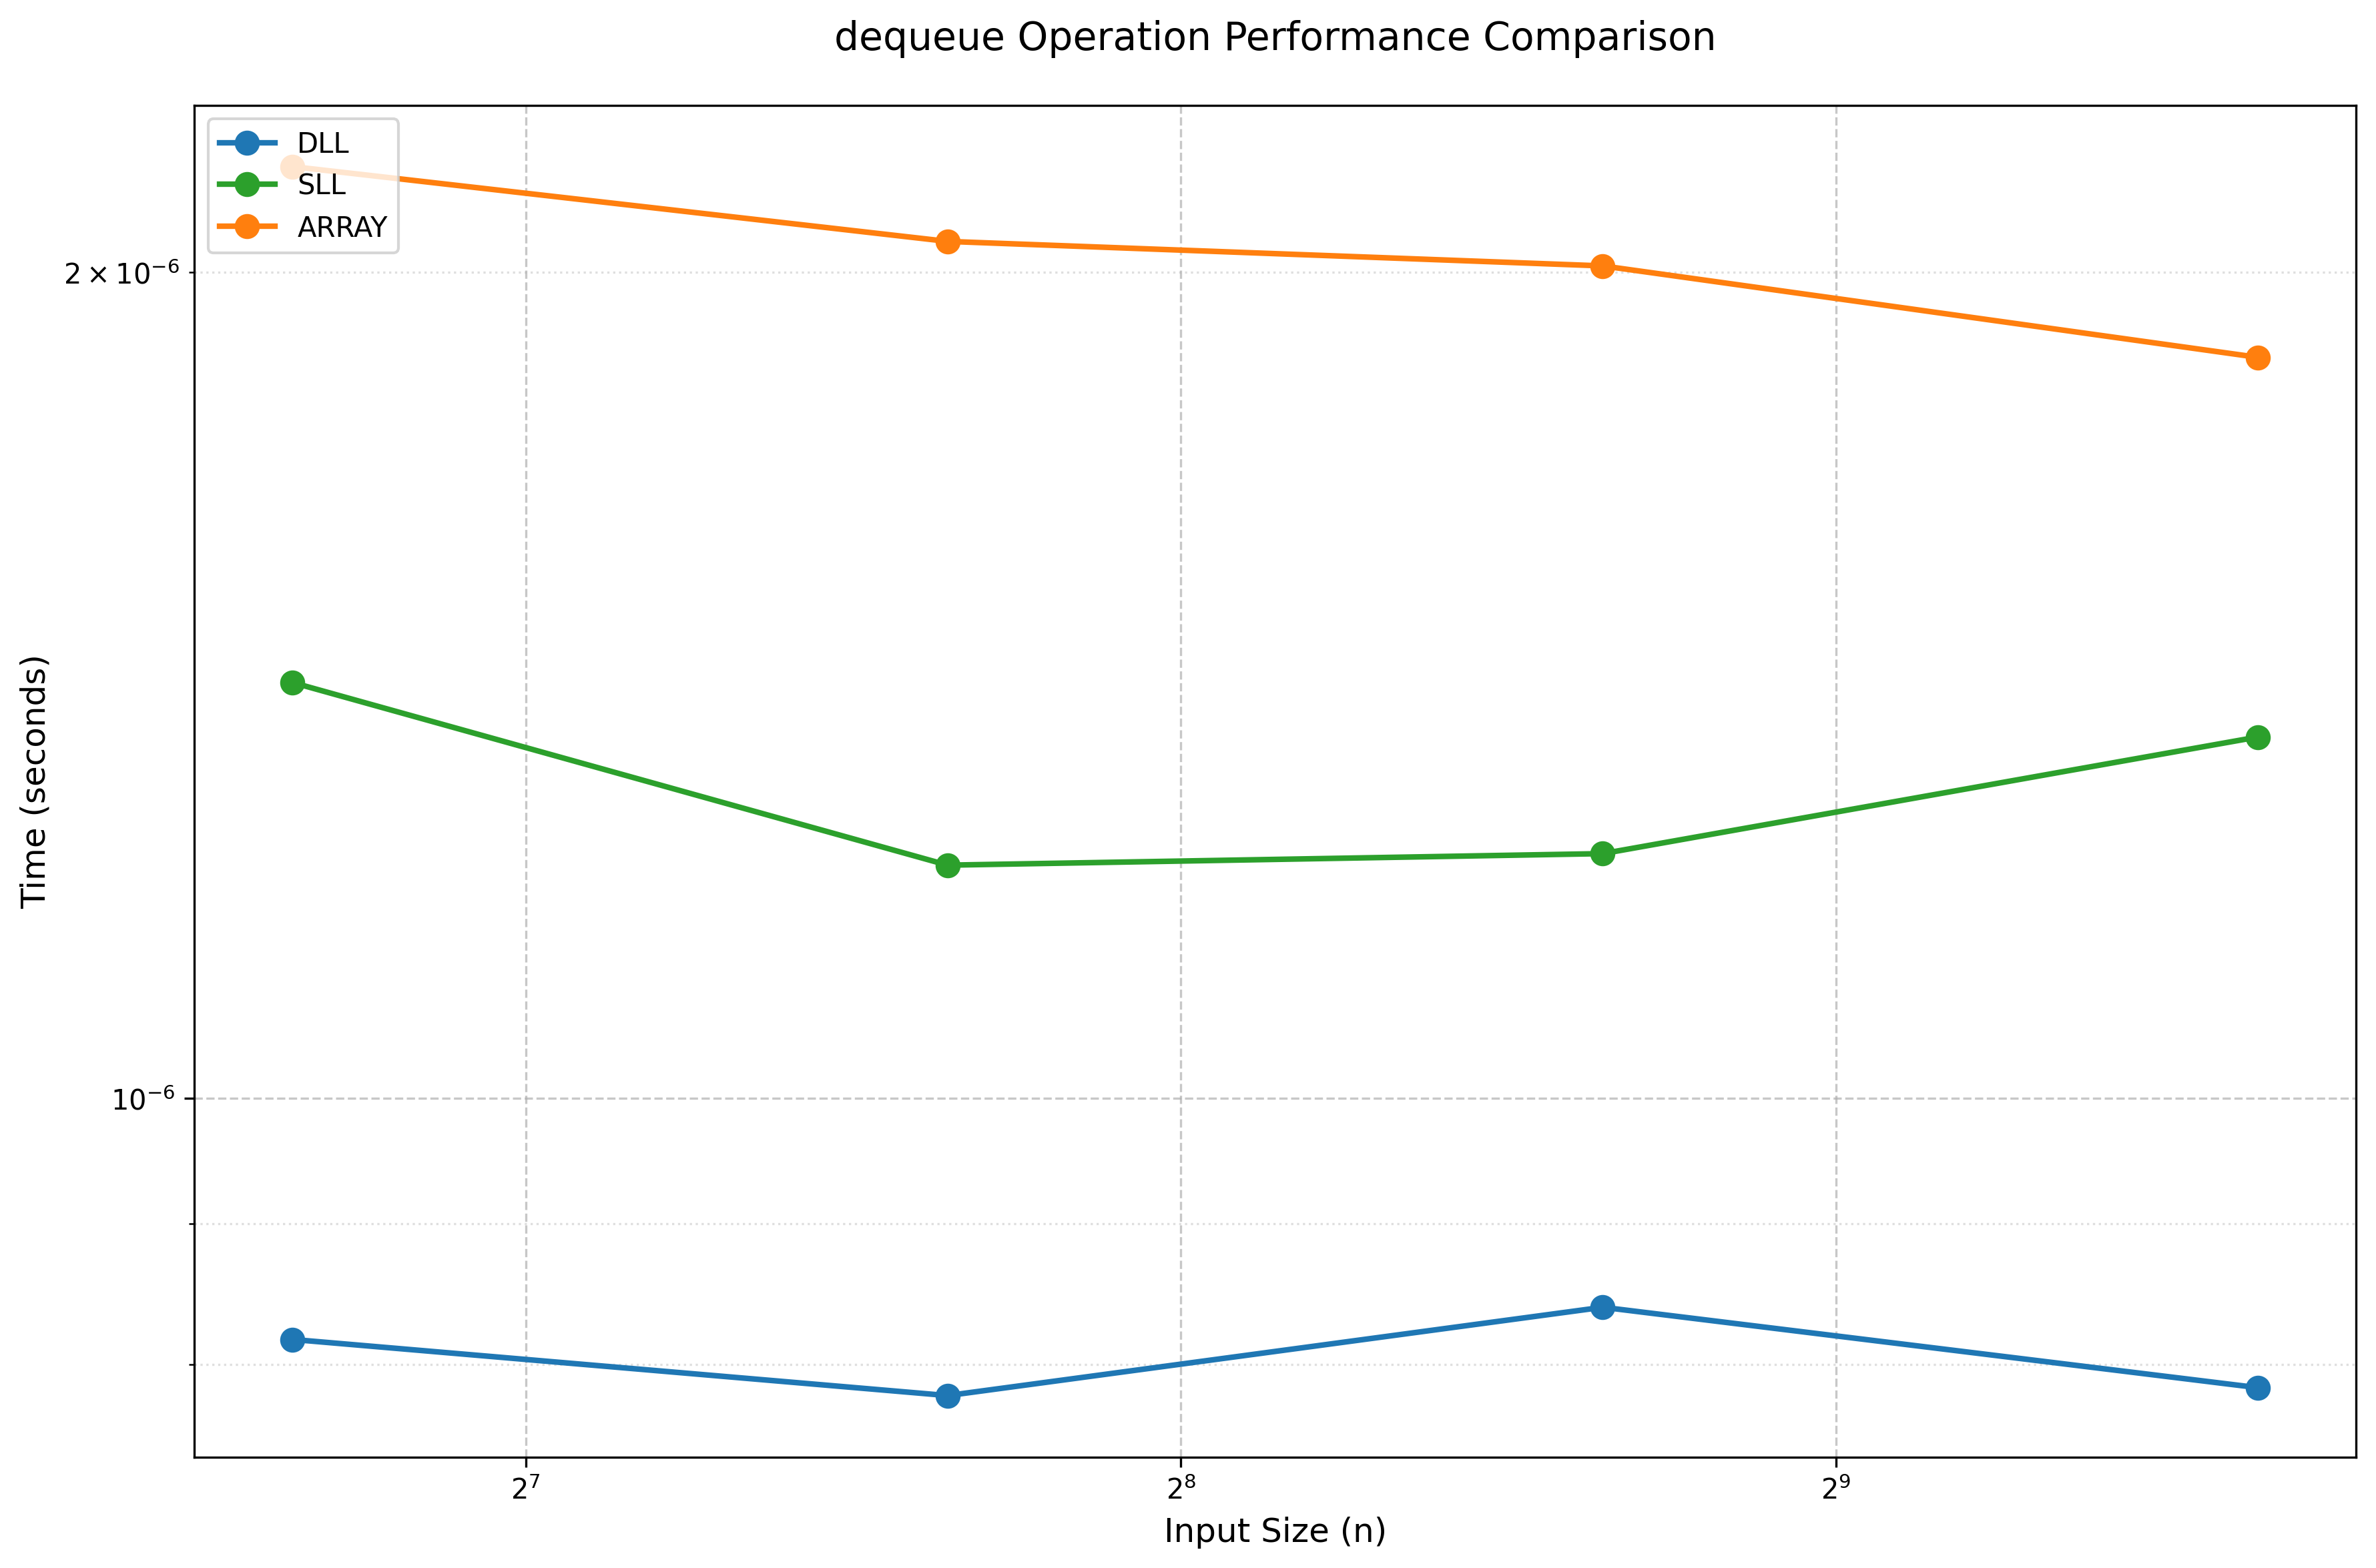 dequeue Operation Performance Comparison
DLL
SLL
ARRAY
2 × 10⁻⁶
10⁻⁶
Time (seconds)
2⁷ 2⁸ 2⁹
Input Size (n)